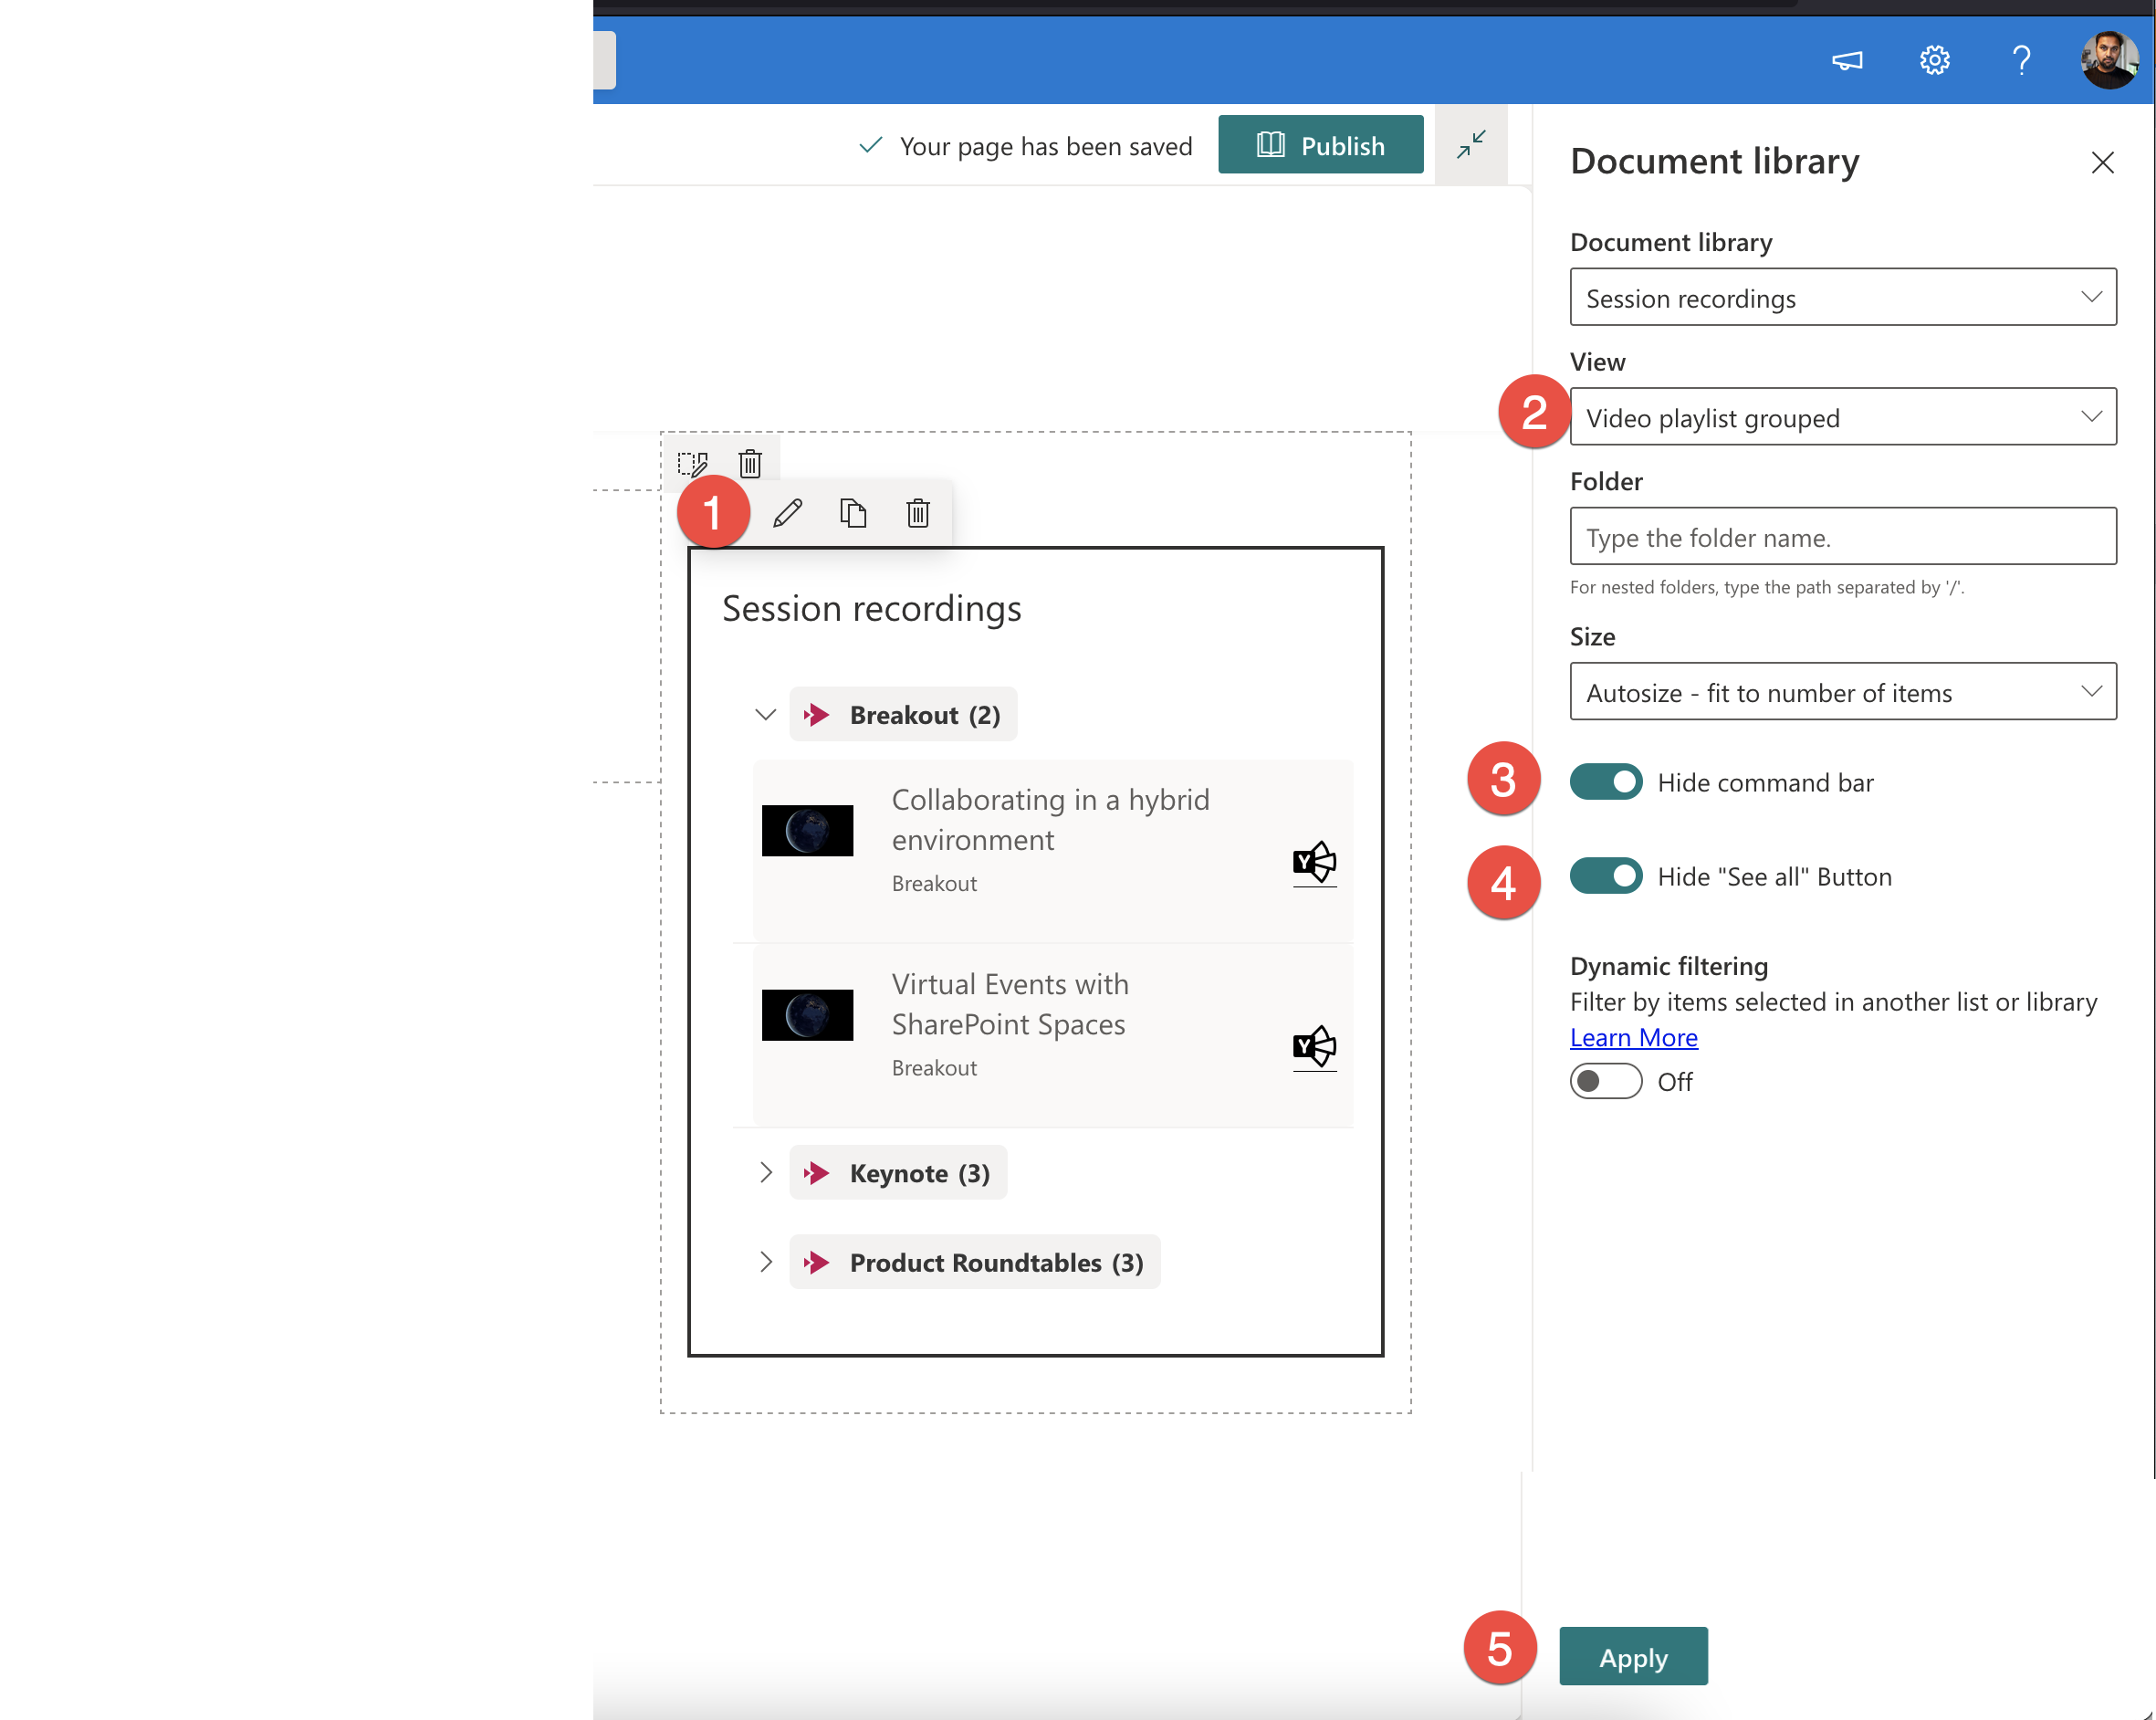 Your page has been saved
Publish
Document library
Document library
Session recordings
View
2
Video playlist grouped
Folder
Type the folder name.
For nested folders, type the path separated by '/'.
Size
Autosize - fit to number of items
3
Hide command bar
4
Hide "See all" Button
Dynamic filtering
Filter by items selected in another list or library
Learn More
Off
5
Apply
1
Session recordings
Breakout (2)
Collaborating in a hybrid
environment
Breakout
Y
Virtual Events with
SharePoint Spaces
Breakout
Y
Keynote (3)
Product Roundtables (3)